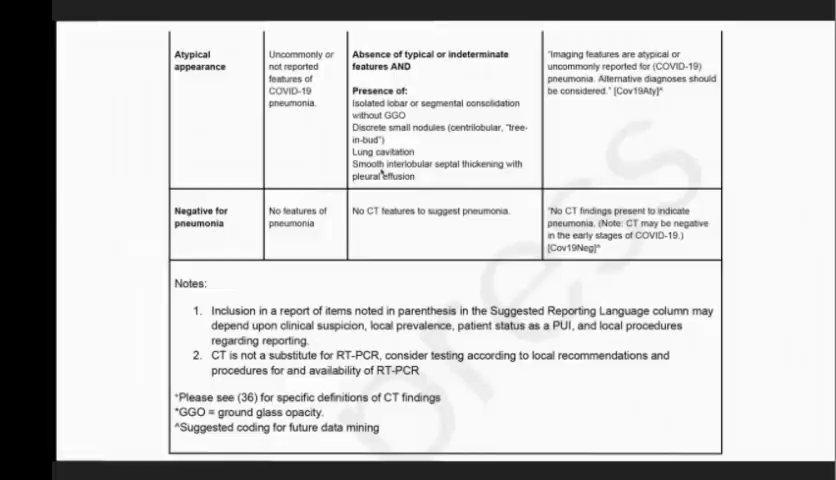 Atypical appearance
Uncommonly or not reported features of COVID-19 pneumonia.
Absence of typical or indeterminate features AND
Presence of:
Isolated lobar or segmental consolidation without GGO
Discrete small nodules (centrilobular, "tree-in-bud")
Lung cavitation
Smooth interlobular septal thickening with pleural effusion
"Imaging features are atypical or uncommonly reported for (COVID-19) pneumonia. Alternative diagnoses should be considered." [Cov19Aty]^
Negative for pneumonia
No features of pneumonia
No CT features to suggest pneumonia.
"No CT findings present to indicate pneumonia. (Note: CT may be negative in the early stages of COVID-19.) [Cov19Neg]^
Notes:
1. Inclusion in a report of items noted in parenthesis in the Suggested Reporting Language column may
depend upon clinical suspicion, local prevalence, patient status as a PUI, and local procedures
regarding reporting.
2. CT is not a substitute for RT-PCR, consider testing according to local recommendations and
procedures for and availability of RT-PCR
+Please see (36) for specific definitions of CT findings
*GGO = ground glass opacity.
^Suggested coding for future data mining
press